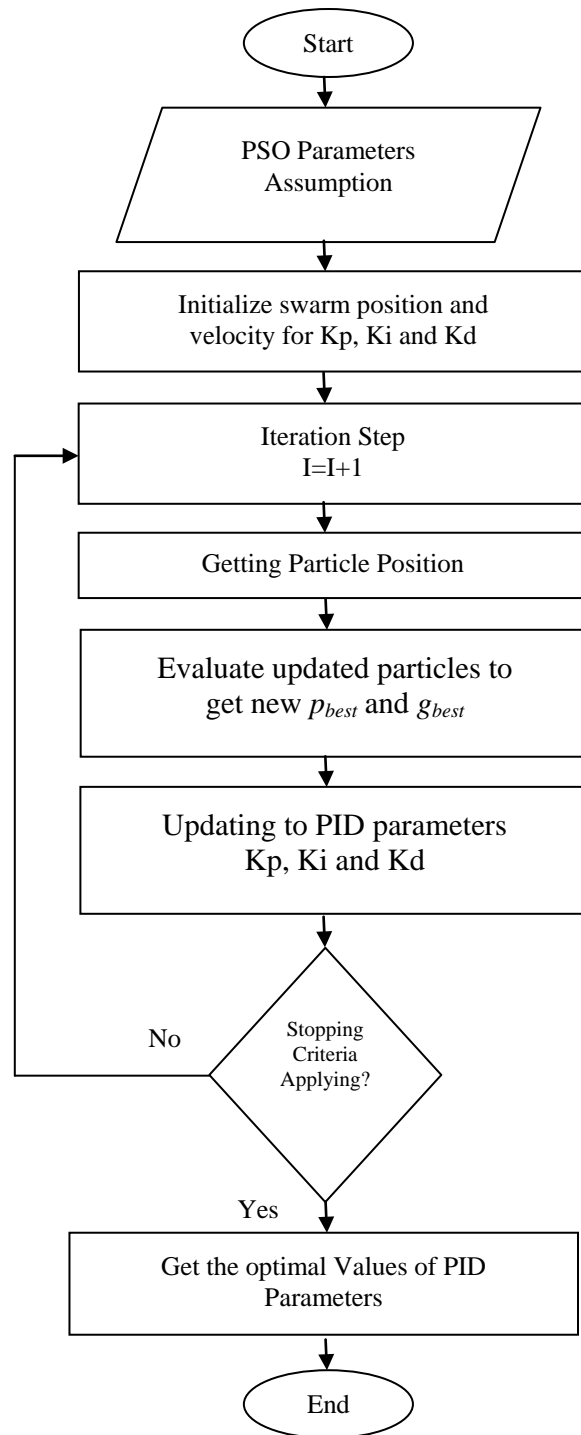 Start
PSO Parameters
Assumption
Initialize swarm position and
velocity for Kp, Ki and Kd
Iteration Step
I=I+1
Getting Particle Position
Evaluate updated particles to
get new pbest and gbest
Updating to PID parameters
Kp, Ki and Kd
Stopping
Criteria
Applying?
No
Yes
Get the optimal Values of PID
Parameters
End